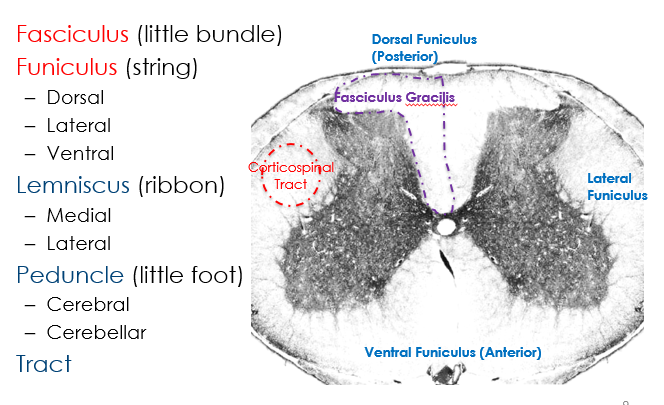 Fasciculus (little bundle)
Funiculus (string)
– Dorsal
– Lateral
– Ventral
Lemniscus (ribbon)
– Medial
– Lateral
Peduncle (little foot)
– Cerebral
– Cerebellar
Tract
Dorsal Funiculus
(Posterior)
Fasciculus Gracilis
Corticospinal
Tract
Lateral
Funiculus
Ventral Funiculus (Anterior)